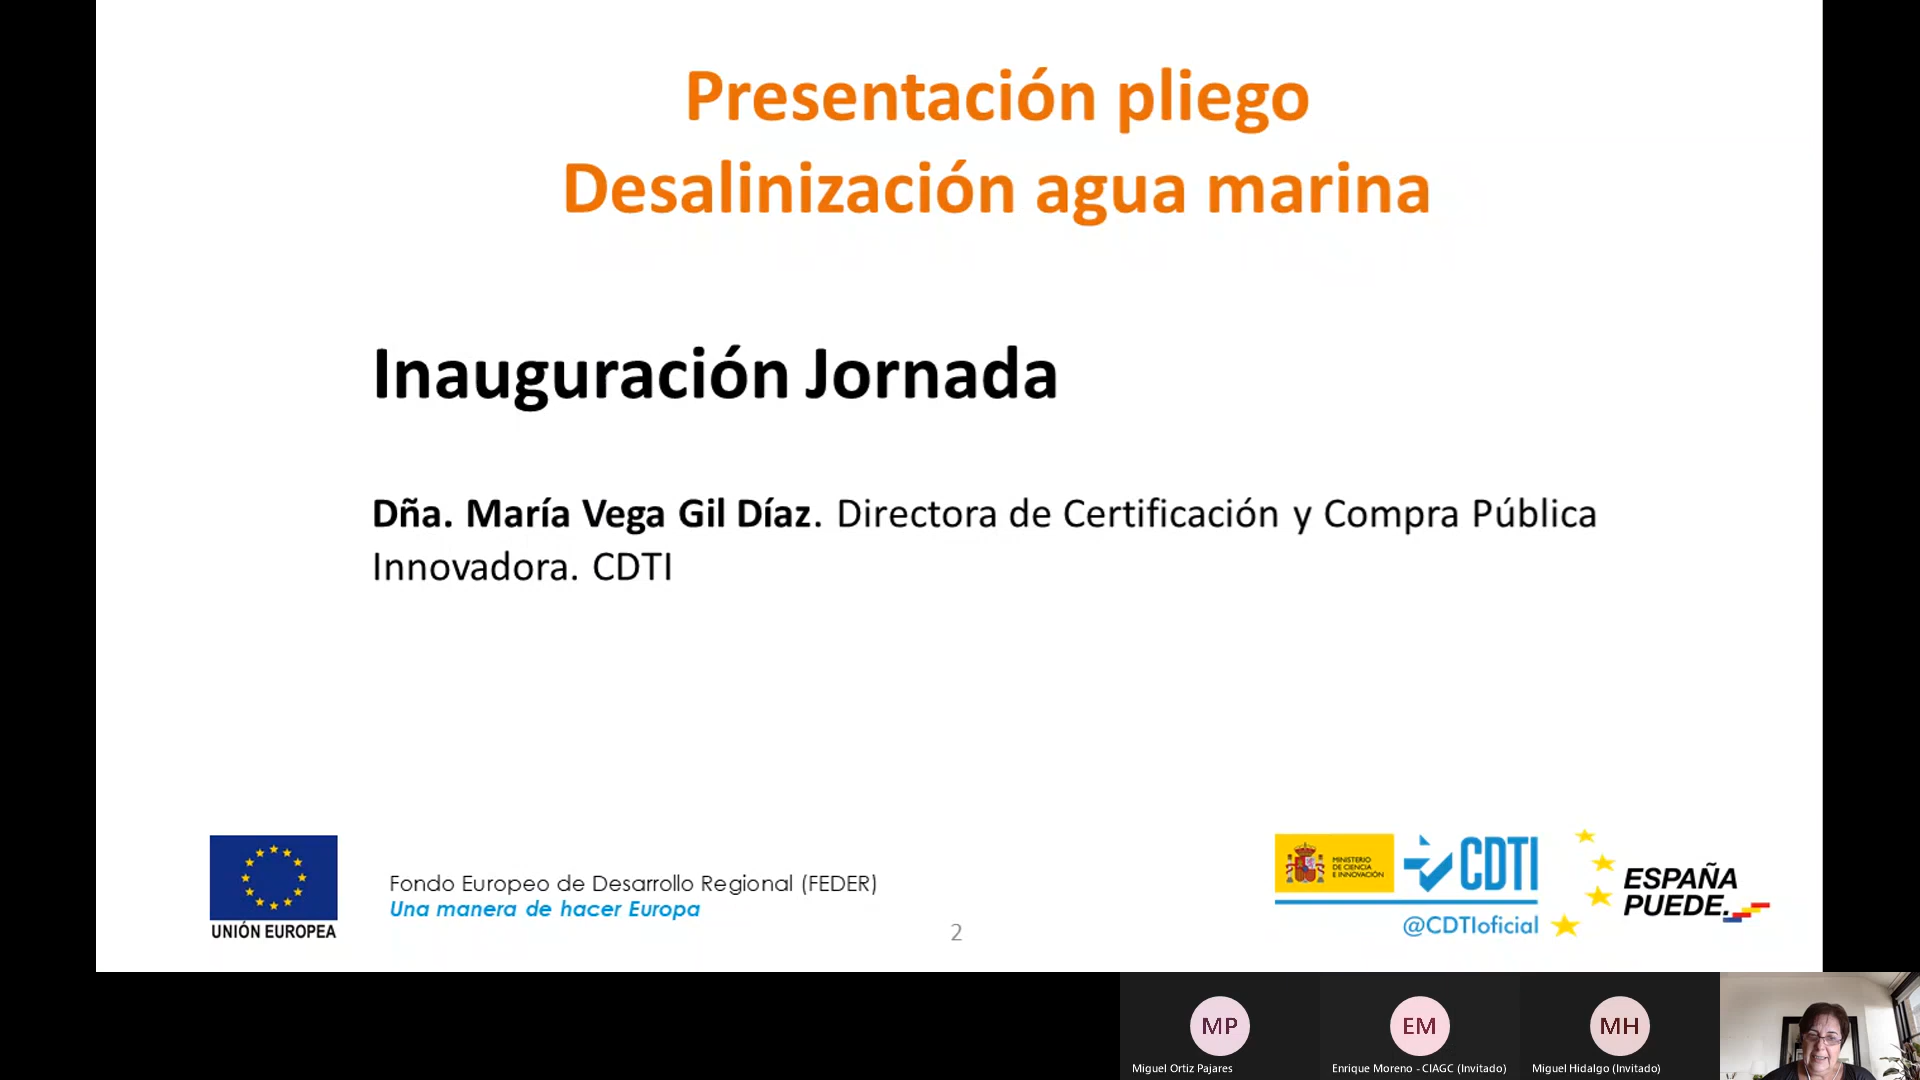 Presentación pliego
Desalinización agua marina
Inauguración Jornada
Dña. María Vega Gil Díaz. Directora de Certificación y Compra Pública
Innovadora. CDTI
UNIÓN EUROPEA
Fondo Europeo de Desarrollo Regional (FEDER)
Una manera de hacer Europa
2
MINISTERIO
DE CIENCIA
E INNOVACIÓN
CDTI
@CDTIoficial
ESPAÑA
PUEDE.
MP
Miguel Ortiz Pajares
EM
Enrique Moreno - CIAGC (Invitado)
MH
Miguel Hidalgo (Invitado)